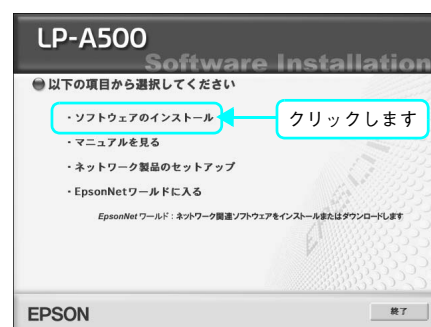 LP-A500
Software Installation
以下の項目から選択してください
・ソフトウェアのインストール
クリックします
・マニュアルを見る
・ネットワーク製品のセットアップ
・EpsonNetワールドに入る
EpsonNet ワールド：ネットワーク関連ソフトウェアをインストールまたはダウンロードします
EPSON
EPSON
終了